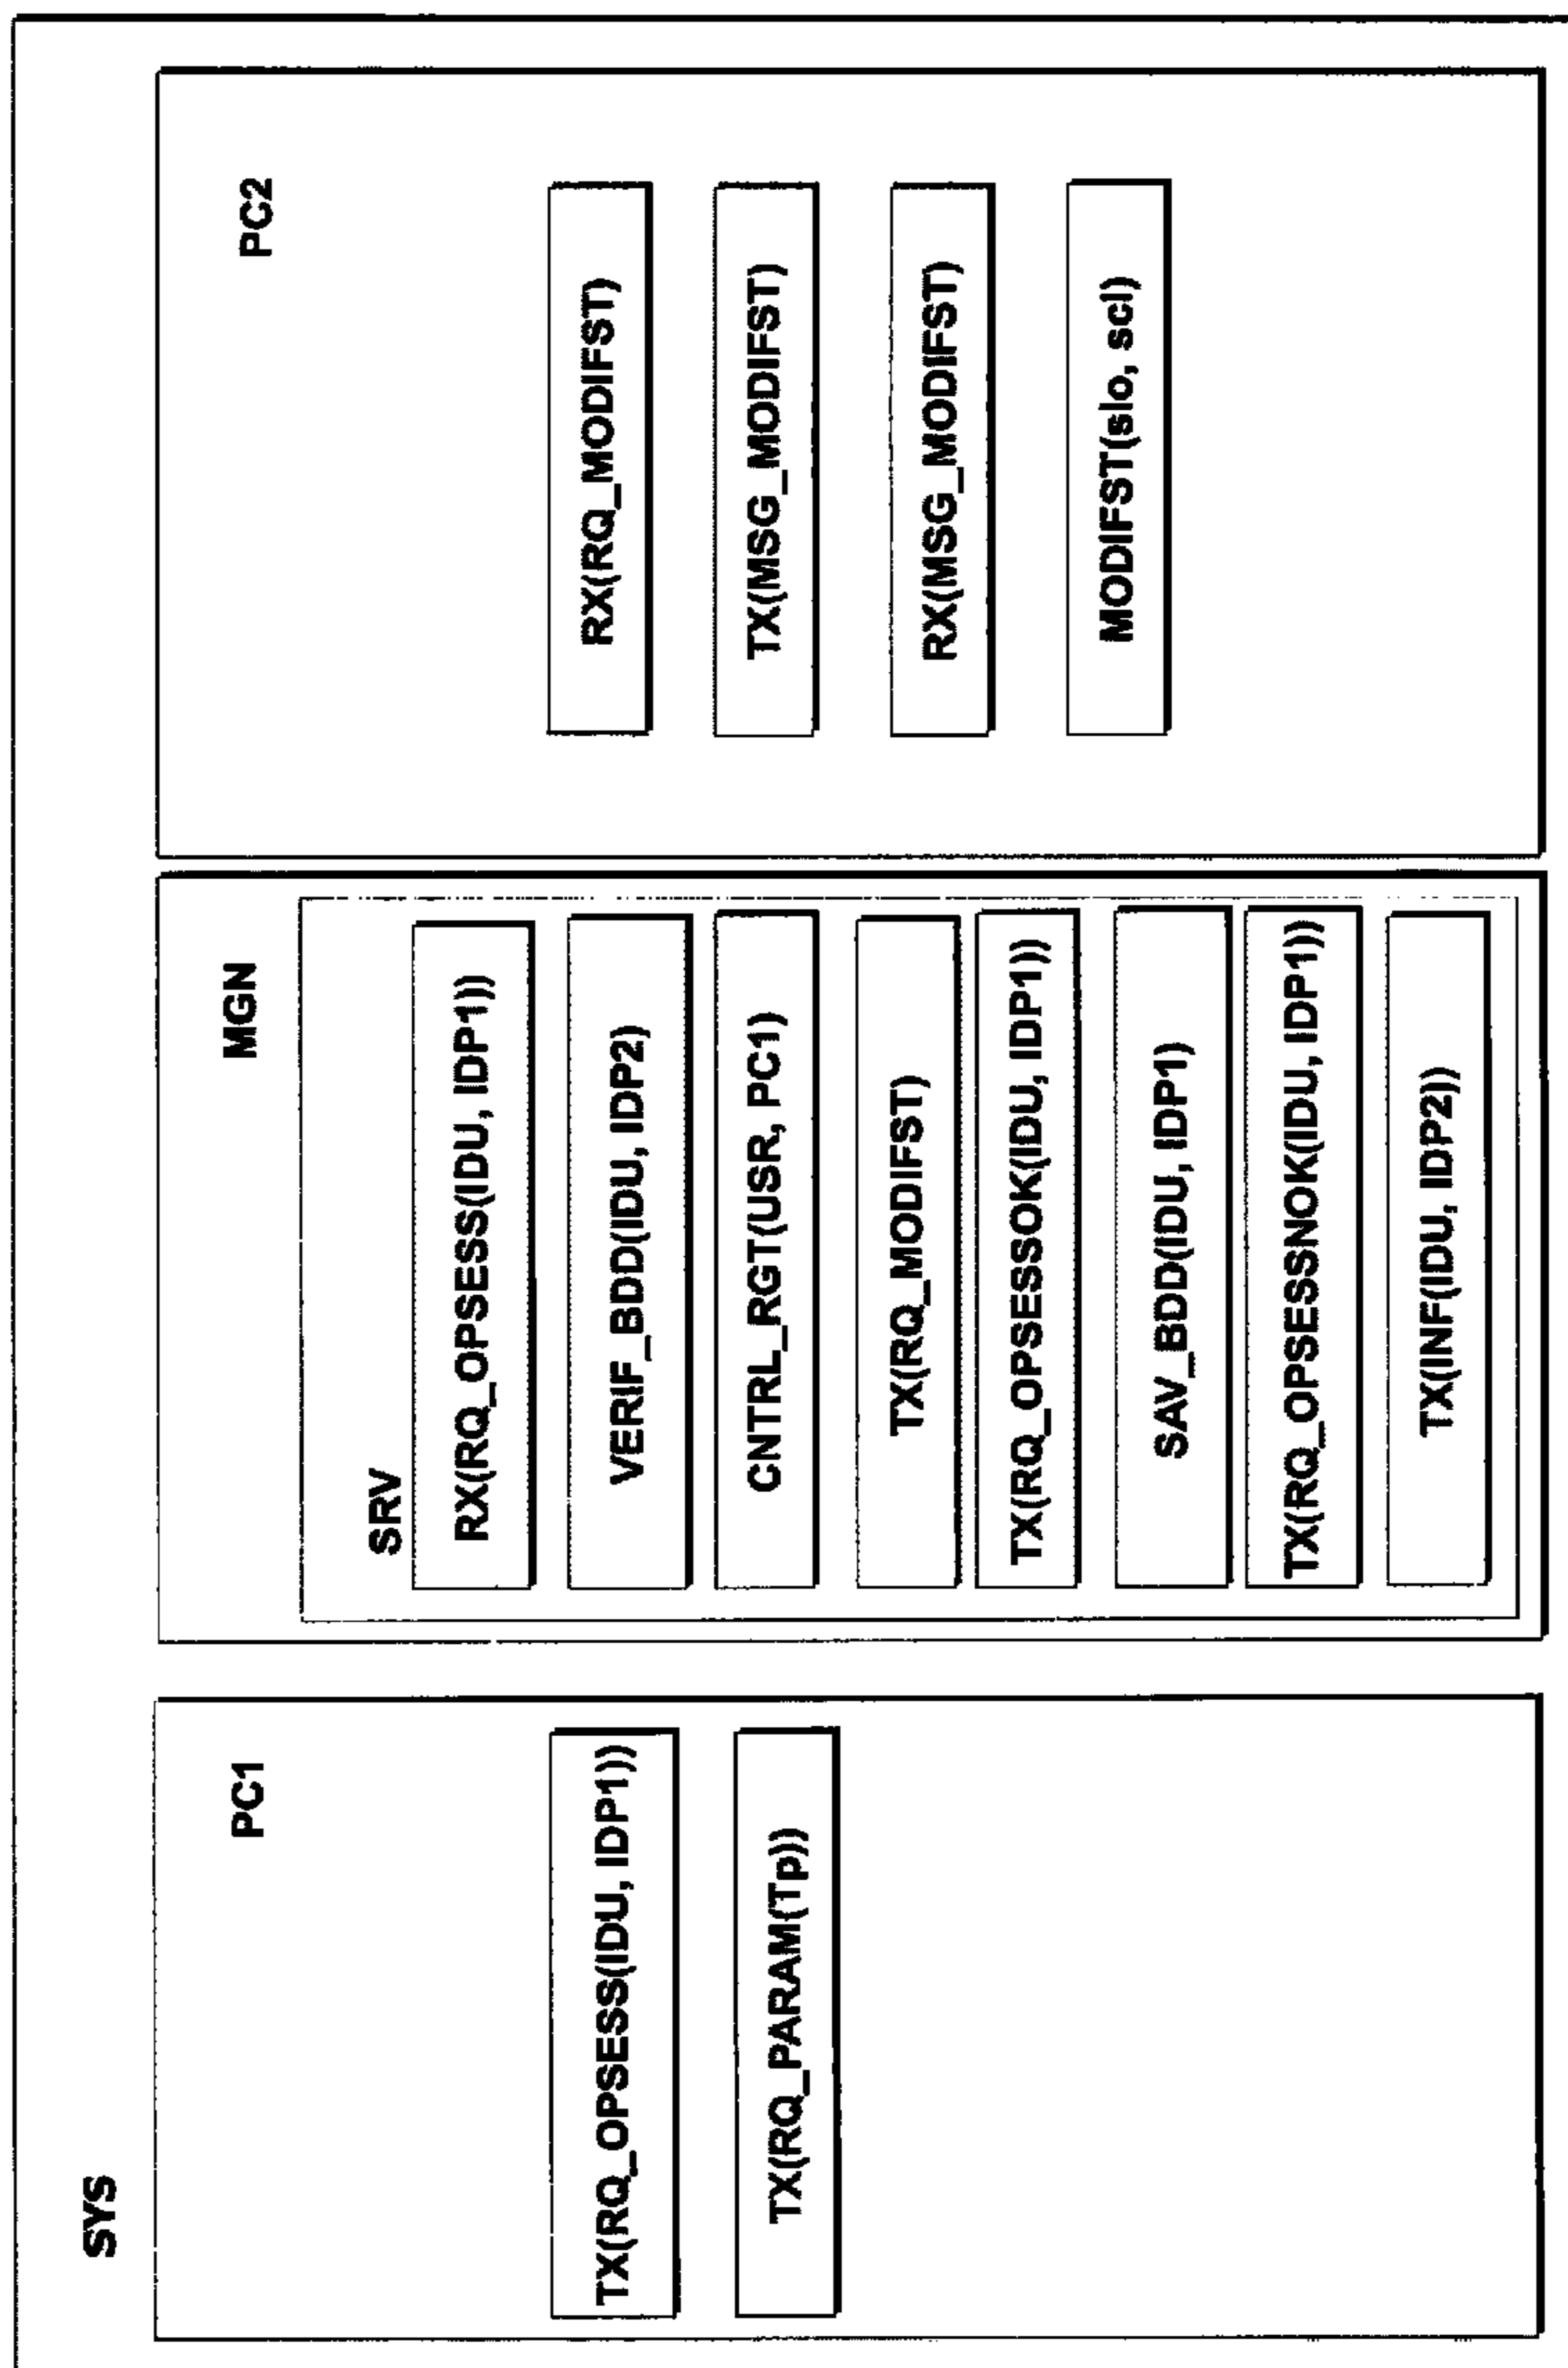 SYS
PC1
TX(RQ_OPSESS(IDU, IDP1))
TX(RQ_PARAM(Tp))
MGN
SRV
RX(RQ_OPSESS(IDU, IDP1))
VERIF_BDD(IDU, IDP2)
CNTRL_RGT(USR, PC1)
TX(RQ_MODIFST)
TX(RQ_OPSESSOK(IDU, IDP1))
SAV_BDD(IDU, IDP1)
TX(RQ_OPSESSNOK(IDU, IDP1))
TX(INF(IDU, IDP2))
PC2
RX(RQ_MODIFST)
TX(MSG_MODIFST)
RX(MSG_MODIFST)
MODIFST(slo, scl)